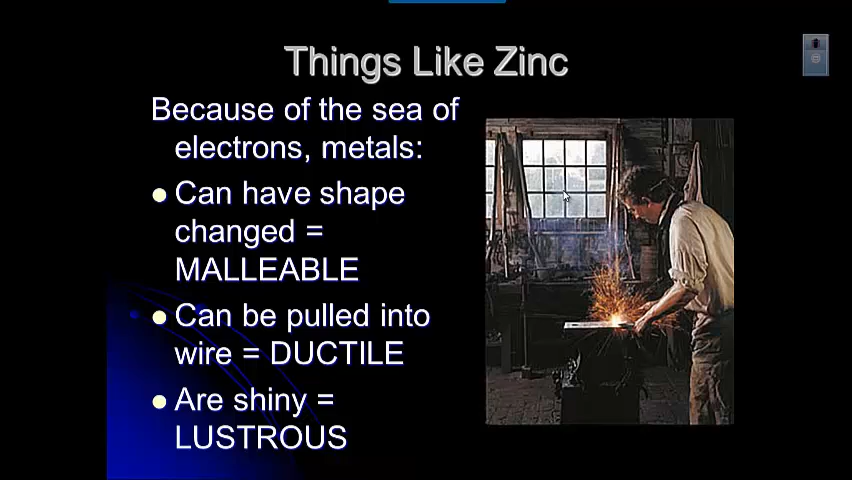 Things Like Zinc
Because of the sea of
electrons, metals:
Can have shape
changed =
MALLEABLE
Can be pulled into
wire = DUCTILE
Are shiny =
LUSTROUS